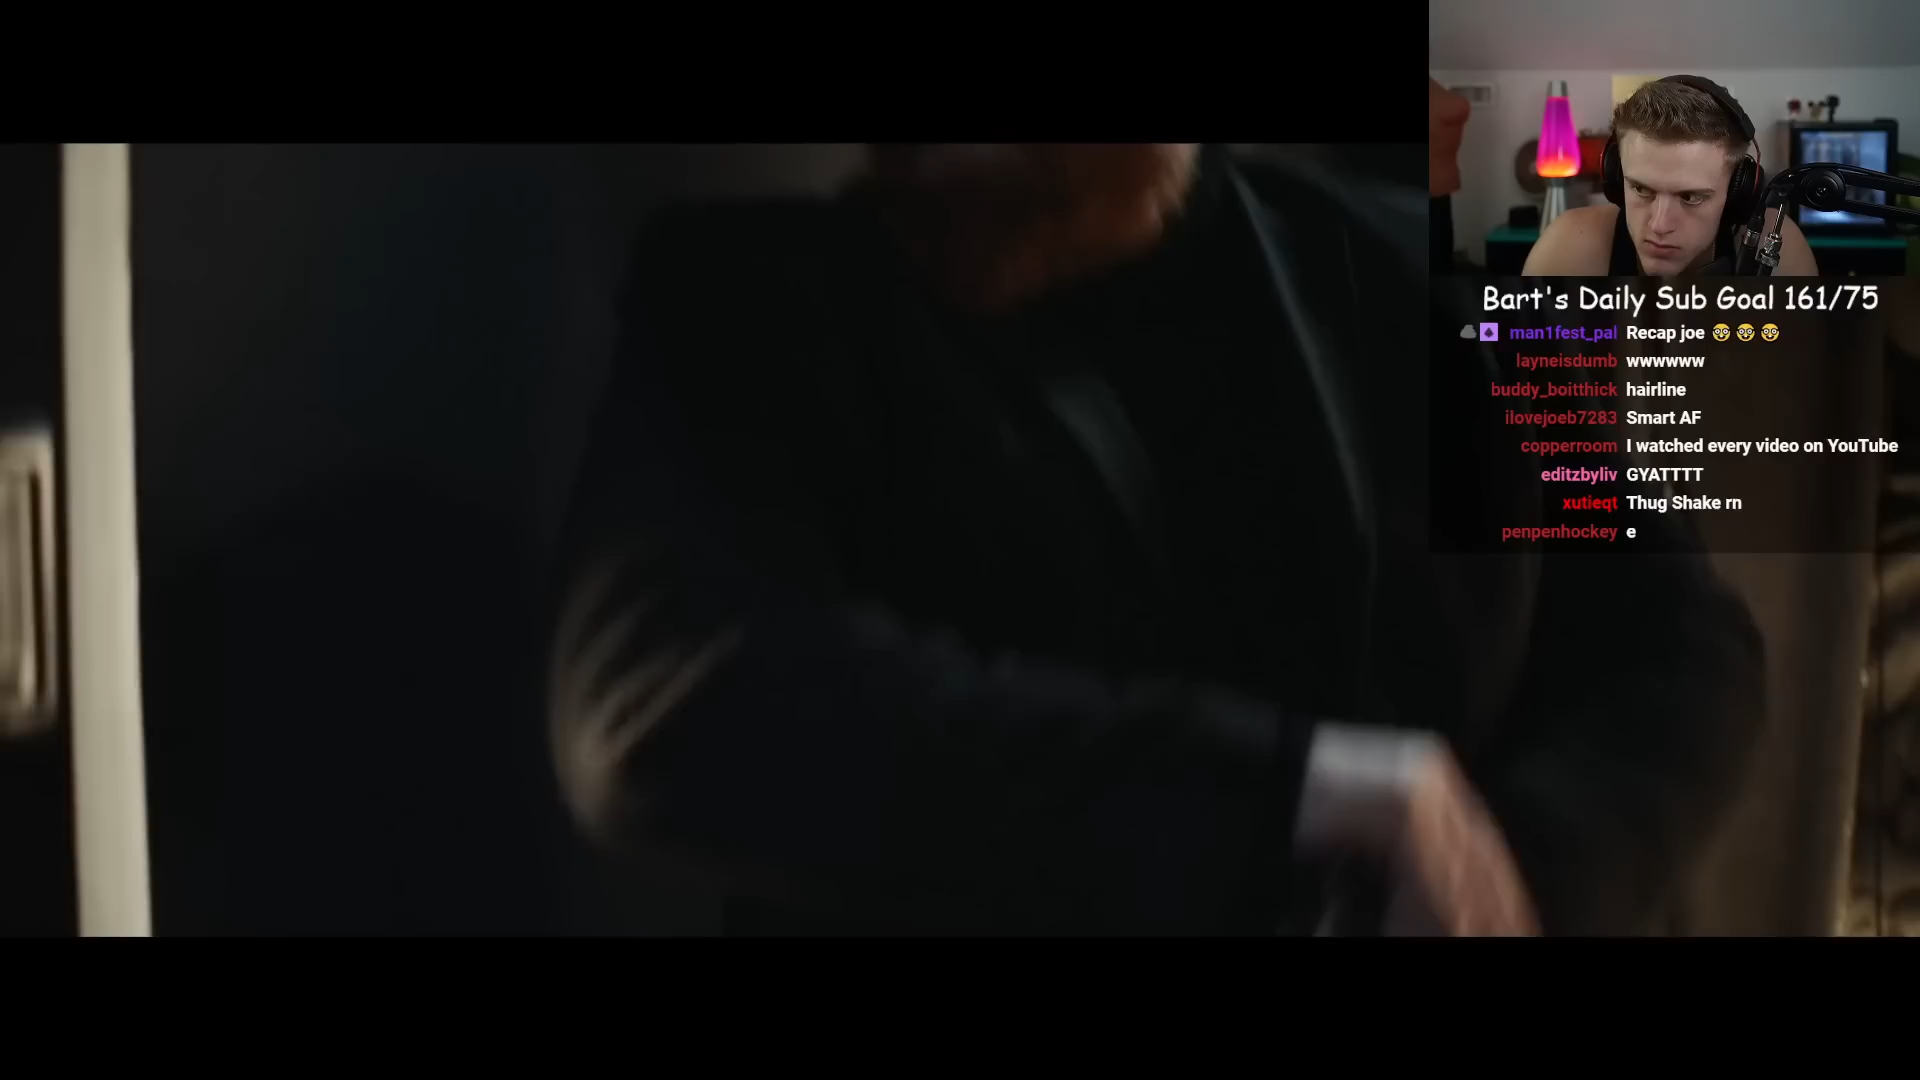 Bart's Daily Sub Goal 161/75
man1fest_pal Recap joe 🤓 🤓 🤓
layneisdumb wwwwww
buddy_boitthick hairline
ilovejoeb7283 Smart AF
copperroom I watched every video on YouTube
editzbyliv GYATTTT
xutieqt Thug Shake rn
penpenhockey e